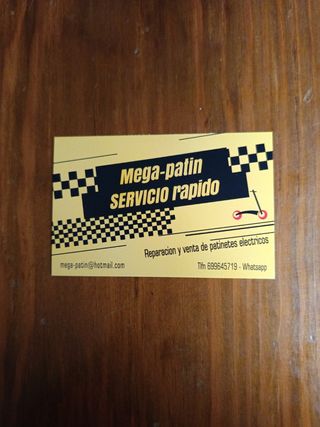 Mega-patin
SERVICIO rapido
Reparacion y venta de patinetes electricos
mega-patin@hotmail.com
Tlfn 699645719 - Whatsapp